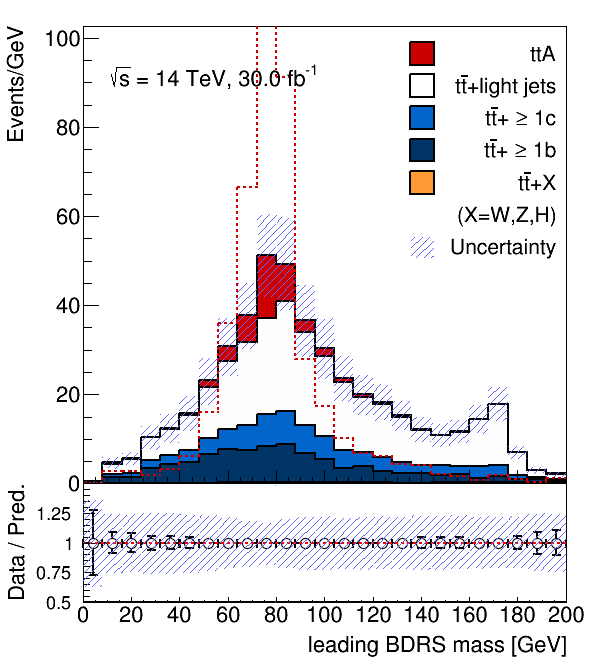 Events/GeV
100
80
60
40
20
0
√s = 14 TeV, 30.0 fb⁻¹
ttA
tt̄+light jets
tt̄+ ≥ 1c
tt̄+ ≥ 1b
tt̄+X
(X=W,Z,H)
Uncertainty
Data / Pred.
1.25
1
0.75
0.5
0 20 40 60 80 100 120 140 160 180 200
leading BDRS mass [GeV]